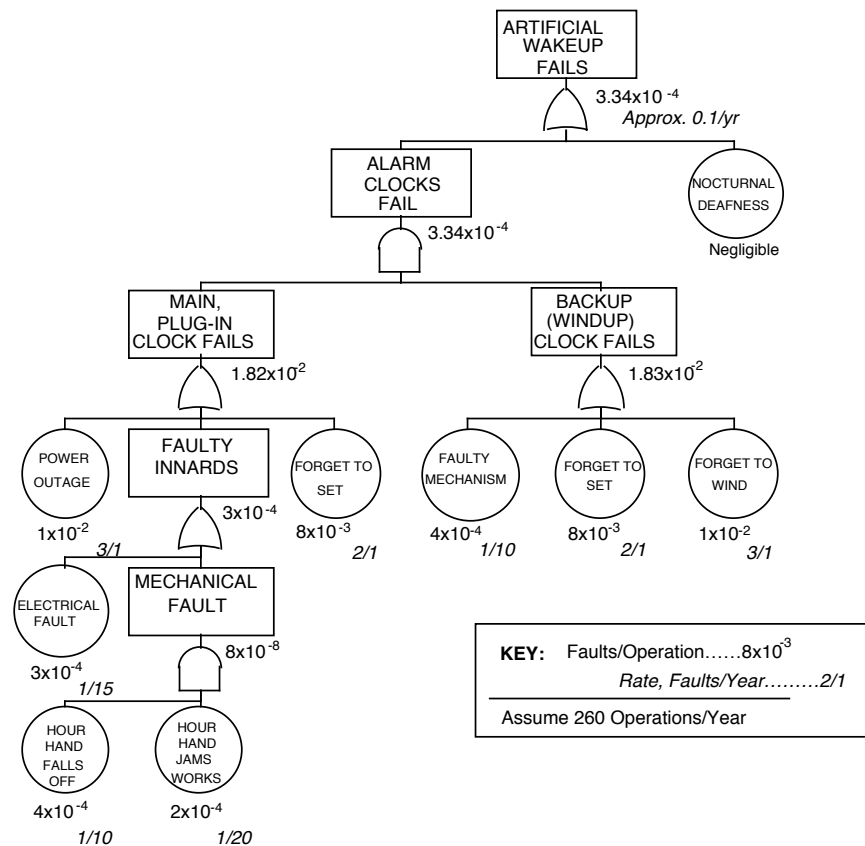 ARTIFICIAL
WAKEUP
FAILS
3.34x10⁻⁴
Approx. 0.1/yr
ALARM
CLOCKS
FAIL
3.34x10⁻⁴
NOCTURNAL
DEAFNESS
Negligible
MAIN,
PLUG-IN
CLOCK FAILS
1.82x10⁻²
BACKUP
(WINDUP)
CLOCK FAILS
1.83x10⁻²
POWER
OUTAGE
1x10⁻²
3/1
FAULTY
INNARDS
3x10⁻⁴
FORGET TO
SET
8x10⁻³
2/1
FAULTY
MECHANISM
4x10⁻⁴
1/10
FORGET TO
SET
8x10⁻³
2/1
FORGET TO
WIND
1x10⁻²
3/1
ELECTRICAL
FAULT
3x10⁻⁴
1/15
MECHANICAL
FAULT
8x10⁻⁸
HOUR
HAND
FALLS
OFF
4x10⁻⁴
1/10
HOUR
HAND
JAMS
WORKS
2x10⁻⁴
1/20
KEY: Faults/Operation......8x10⁻³
Rate, Faults/Year.........2/1
Assume 260 Operations/Year